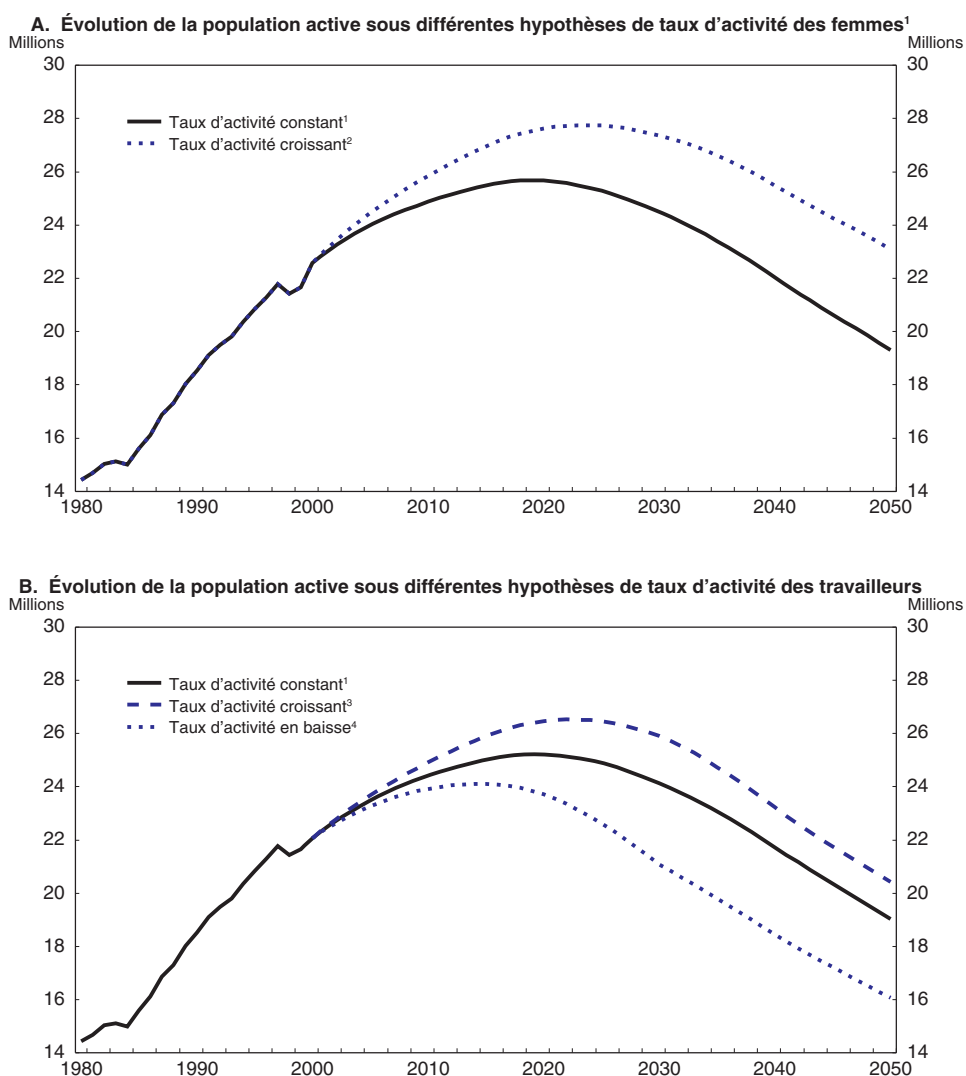 A. Évolution de la population active sous différentes hypothèses de taux d'activité des femmes¹
Millions Millions
30 30
28 28
Taux d'activité constant¹
Taux d'activité croissant²
26 26
24 24
22 22
20 20
18 18
16 16
14 14
1980 1990 2000 2010 2020 2030 2040 2050
B. Évolution de la population active sous différentes hypothèses de taux d'activité des travailleurs
Millions Millions
30 30
28 28
Taux d'activité constant¹
Taux d'activité croissant³
Taux d'activité en baisse⁴
26 26
24 24
22 22
20 20
18 18
16 16
14 14
1980 1990 2000 2010 2020 2030 2040 2050